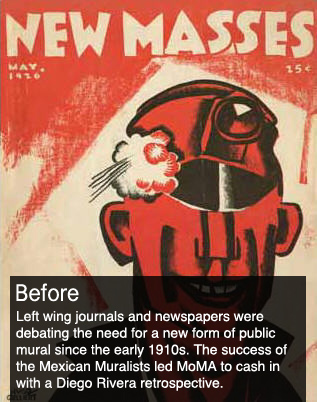 NEW MASSES
MAY.
1926
25¢
Before
Left wing journals and newspapers were
debating the need for a new form of public
mural since the early 1910s. The success of
the Mexican Muralists led MoMA to cash in
with a Diego Rivera retrospective.